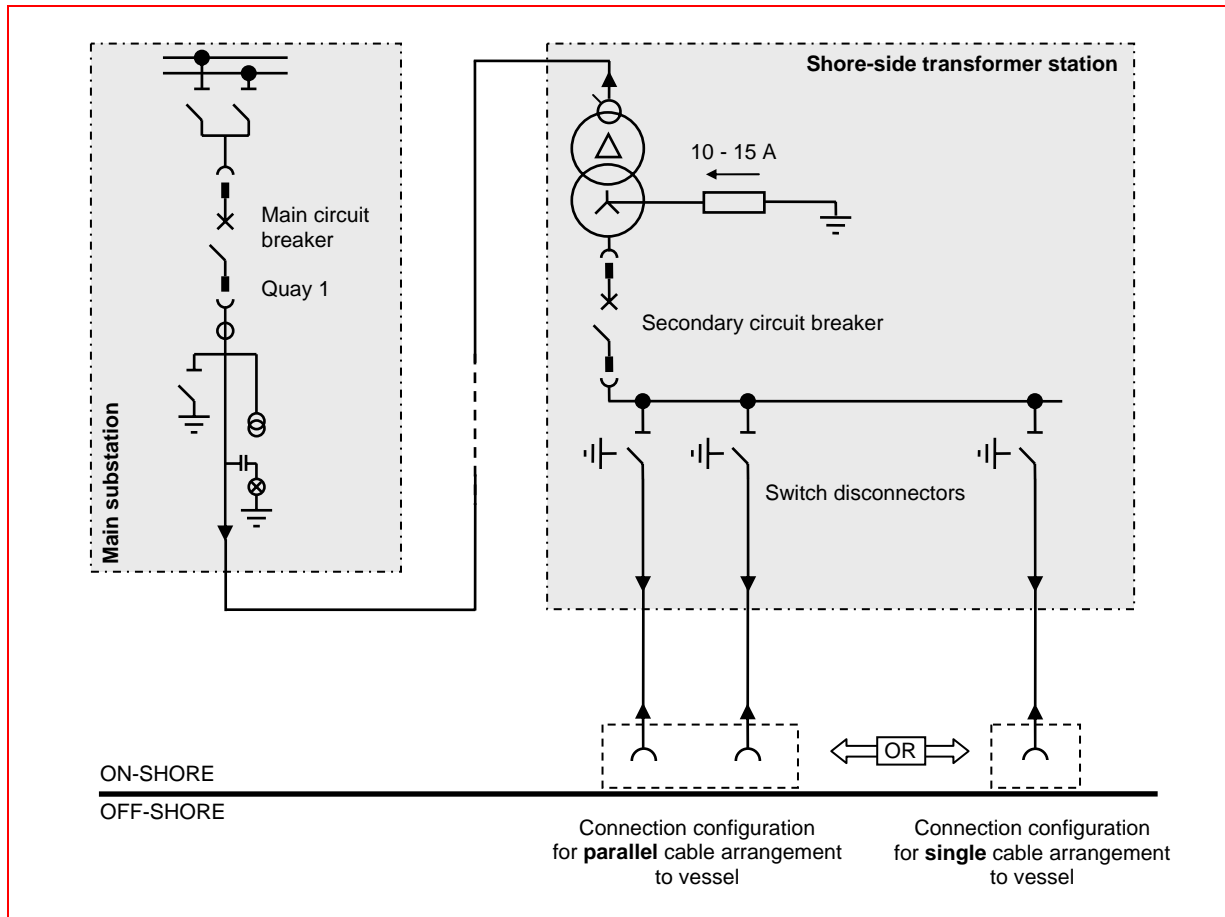 Main substation
Main circuit
breaker
Quay 1
Shore-side transformer station
10 - 15 A
Secondary circuit breaker
Switch disconnectors
OR
ON-SHORE
OFF-SHORE
Connection configuration
for parallel cable arrangement
to vessel
Connection configuration
for single cable arrangement
to vessel